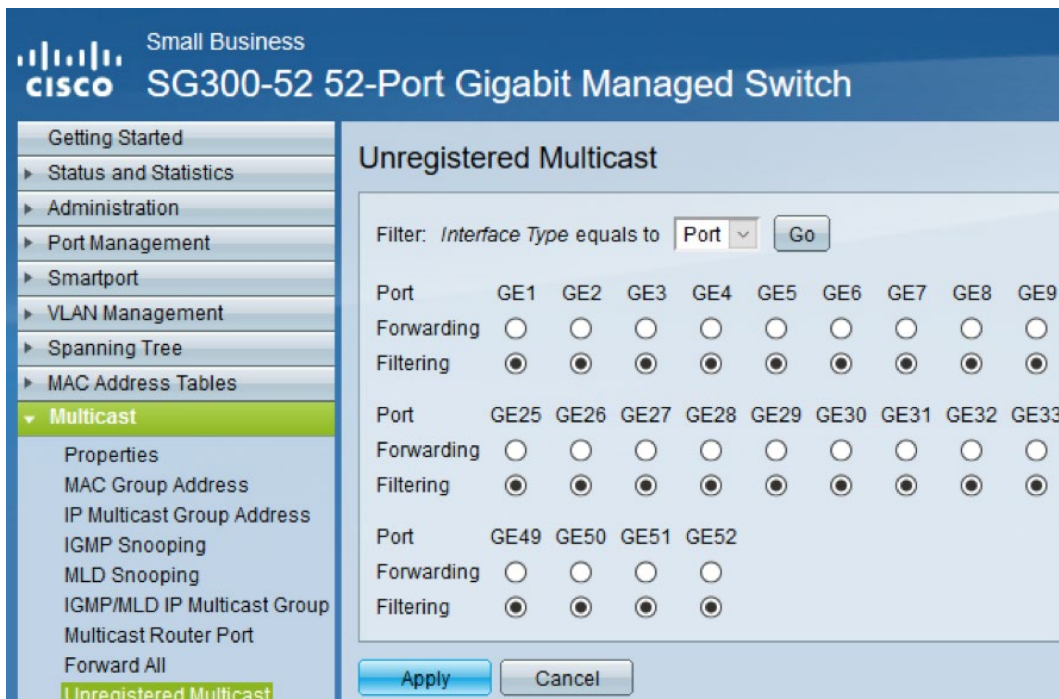 Small Business
CISCO SG300-52 52-Port Gigabit Managed Switch
Getting Started
Status and Statistics
Administration
Port Management
Smartport
VLAN Management
Spanning Tree
MAC Address Tables
Multicast
Properties
MAC Group Address
IP Multicast Group Address
IGMP Snooping
MLD Snooping
IGMP/MLD IP Multicast Group
Multicast Router Port
Forward All
Unregistered Multicast
Unregistered Multicast
Filter: Interface Type equals to Port Go
Port GE1 GE2 GE3 GE4 GE5 GE6 GE7 GE8 GE9
Forwarding
Filtering
Port GE25 GE26 GE27 GE28 GE29 GE30 GE31 GE32 GE33
Forwarding
Filtering
Port GE49 GE50 GE51 GE52
Forwarding
Filtering
Apply Cancel